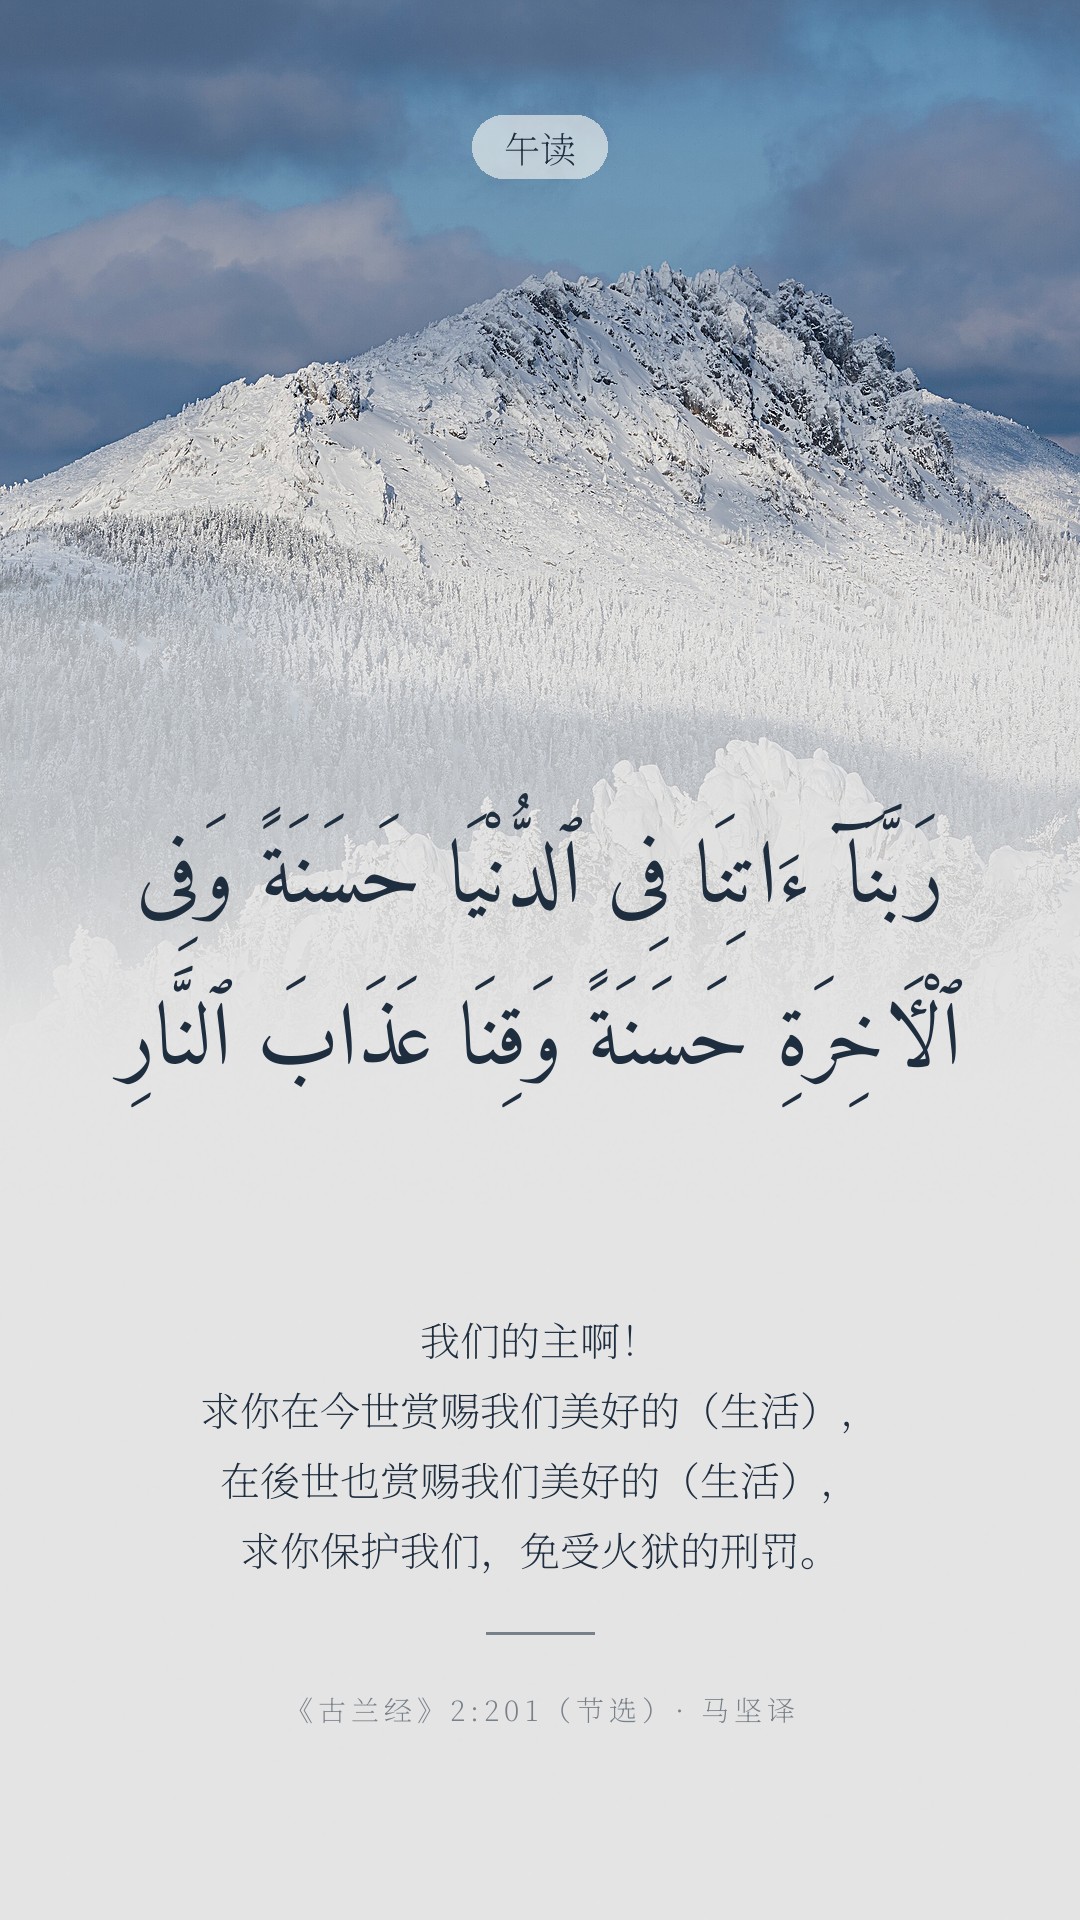 午读
رَبَّنَآ ءَاتِنَا فِى ٱلدُّنْيَا حَسَنَةً وَفِى
ٱلْأَخِرَةِ حَسَنَةً وَقِنَا عَذَابَ ٱلنَّارِ
我们的主啊！
求你在今世赏赐我们美好的（生活），
在後世也赏赐我们美好的（生活），
求你保护我们，免受火狱的刑罚。
《古兰经》2:201（节选）· 马坚译